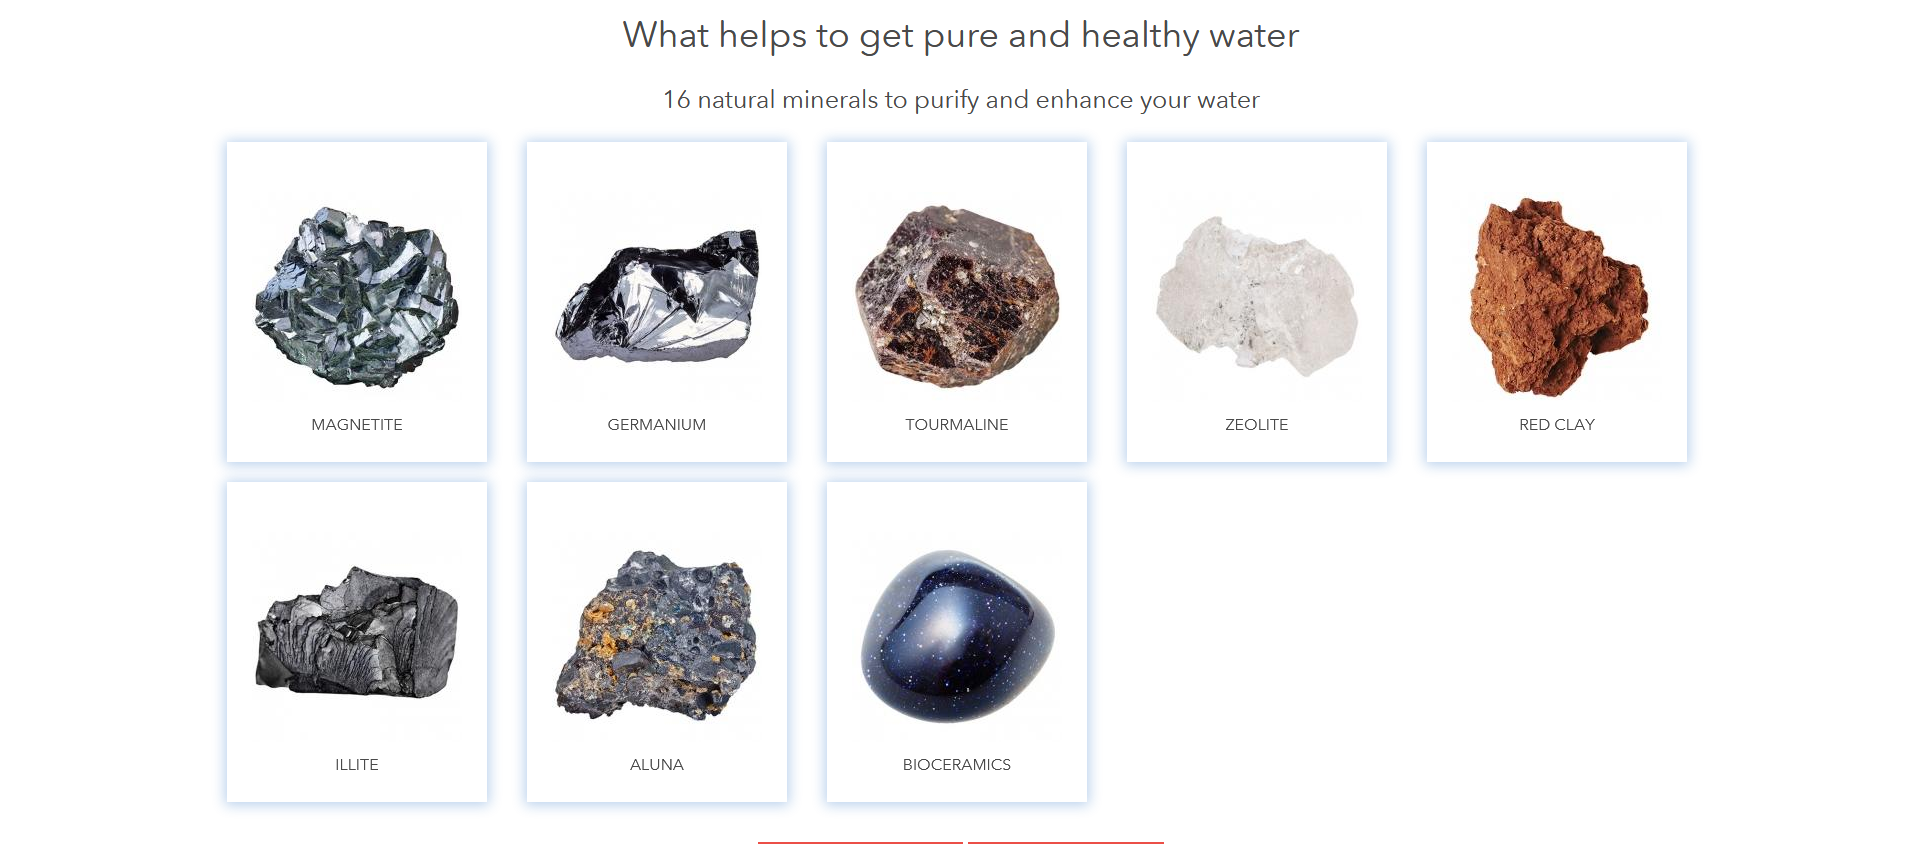 What helps to get pure and healthy water
16 natural minerals to purify and enhance your water
MAGNETITE
GERMANIUM
TOURMALINE
ZEOLITE
RED CLAY
ILLITE
ALUNA
BIOCERAMICS